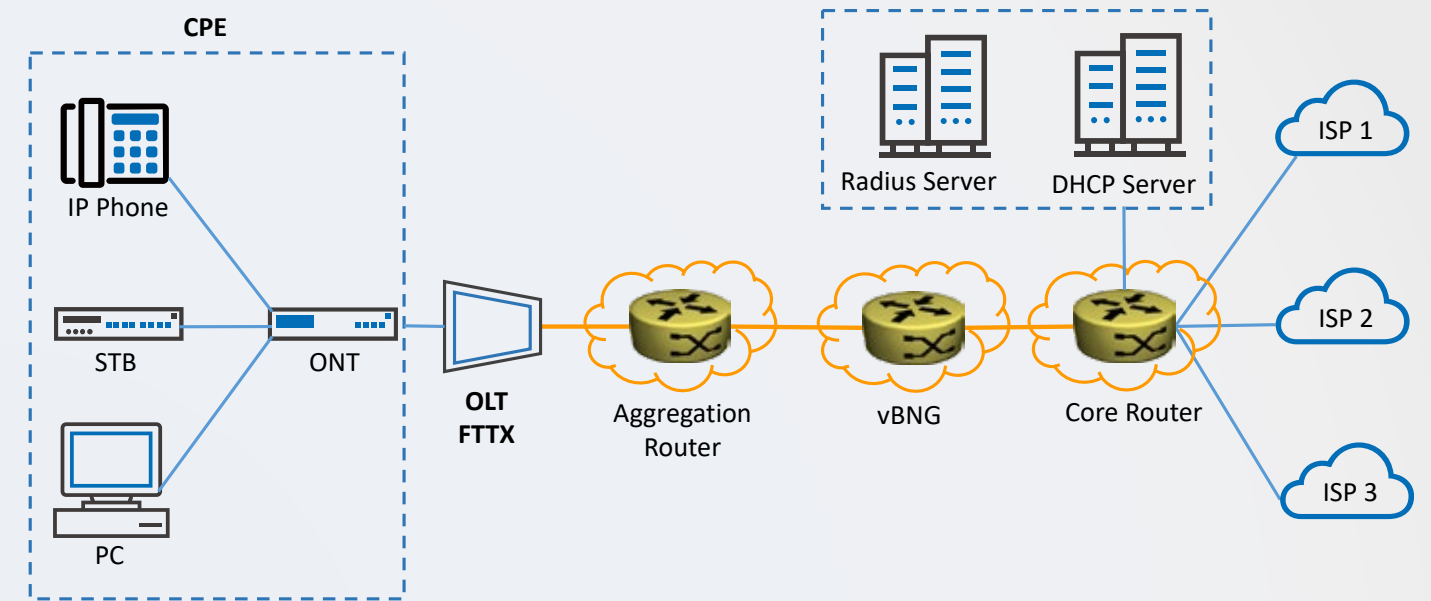 CPE
IP Phone
STB
ONT
PC
OLT
FTTX
Aggregation
Router
vBNG
Core Router
Radius Server
DHCP Server
ISP 1
ISP 2
ISP 3